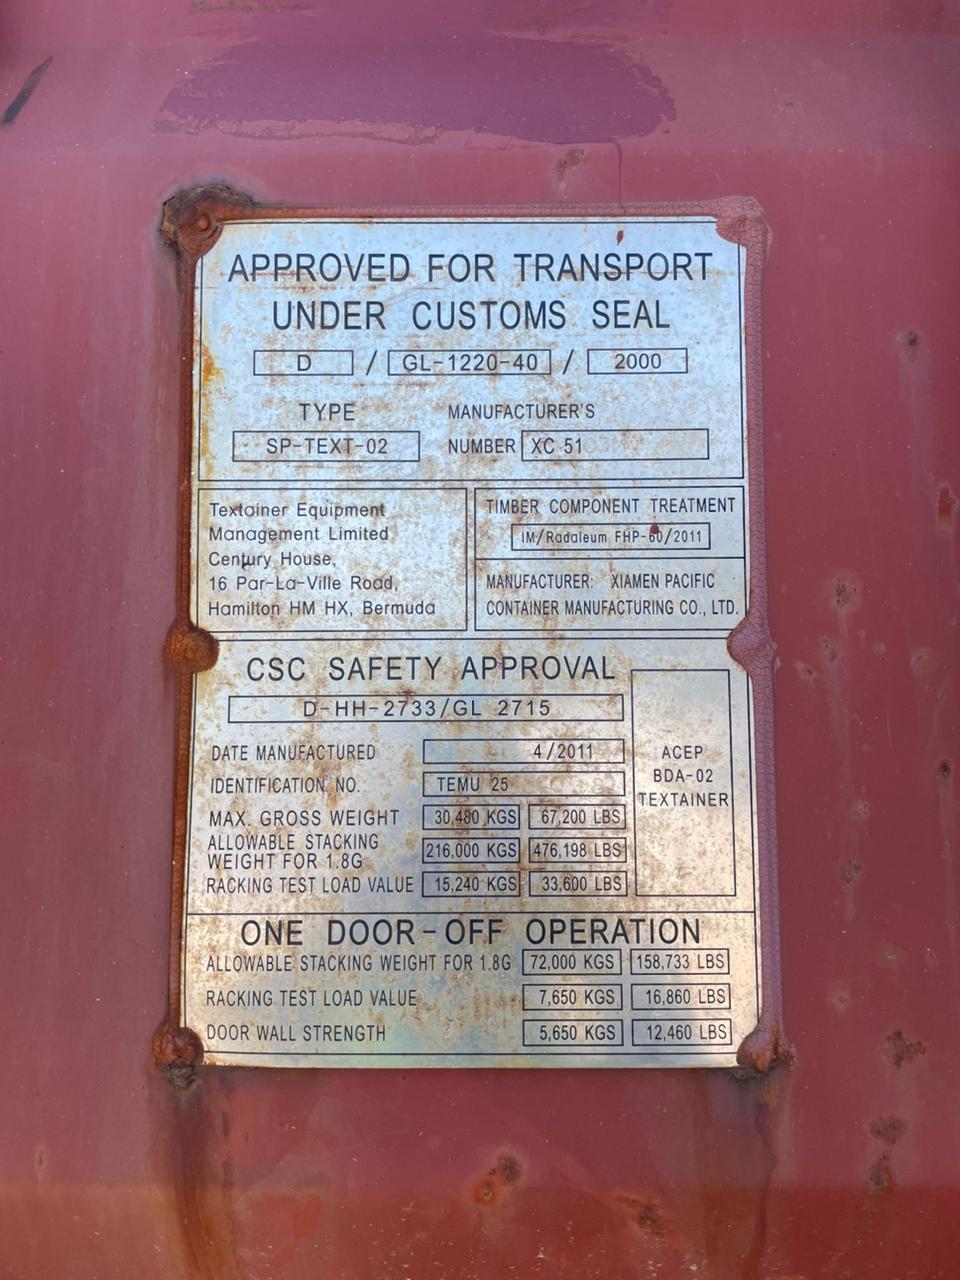 APPROVED FOR TRANSPORT
UNDER CUSTOMS SEAL
D / GL-1220-40 / 2000
TYPE MANUFACTURER'S
SP-TEXT-02 NUMBER XC 51
Textainer Equipment
Management Limited
Century House,
16 Par-La-Ville Road,
Hamilton HM HX, Bermuda
TIMBER COMPONENT TREATMENT
IM/Radaleum FHP-60/2011
MANUFACTURER: XIAMEN PACIFIC
CONTAINER MANUFACTURING CO., LTD.
CSC SAFETY APPROVAL
D-HH-2733/GL 2715
DATE MANUFACTURED 4/2011
IDENTIFICATION NO. TEMU 25
MAX. GROSS WEIGHT 30,480 KGS 67,200 LBS
ALLOWABLE STACKING
WEIGHT FOR 1.8G 216,000 KGS 476,198 LBS
RACKING TEST LOAD VALUE 15,240 KGS 33,600 LBS
ACEP
BDA-02
TEXTAINER
ONE DOOR-OFF OPERATION
ALLOWABLE STACKING WEIGHT FOR 1.8G 72,000 KGS 158,733 LBS
RACKING TEST LOAD VALUE 7,650 KGS 16,860 LBS
DOOR WALL STRENGTH 5,650 KGS 12,460 LBS